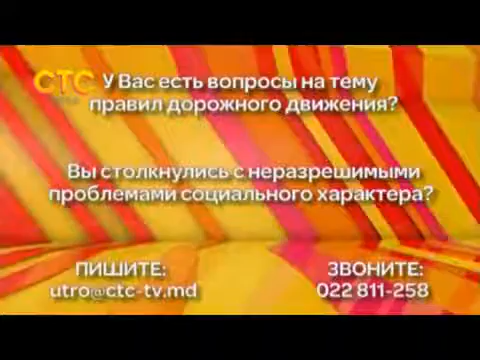 СТС
У Вас есть вопросы на тему
правил дорожного движения?
Вы столкнулись с неразрешимыми
проблемами социального характера?
ПИШИТЕ:
utro@ctc-tv.md
ЗВОНИТЕ:
022 811-258